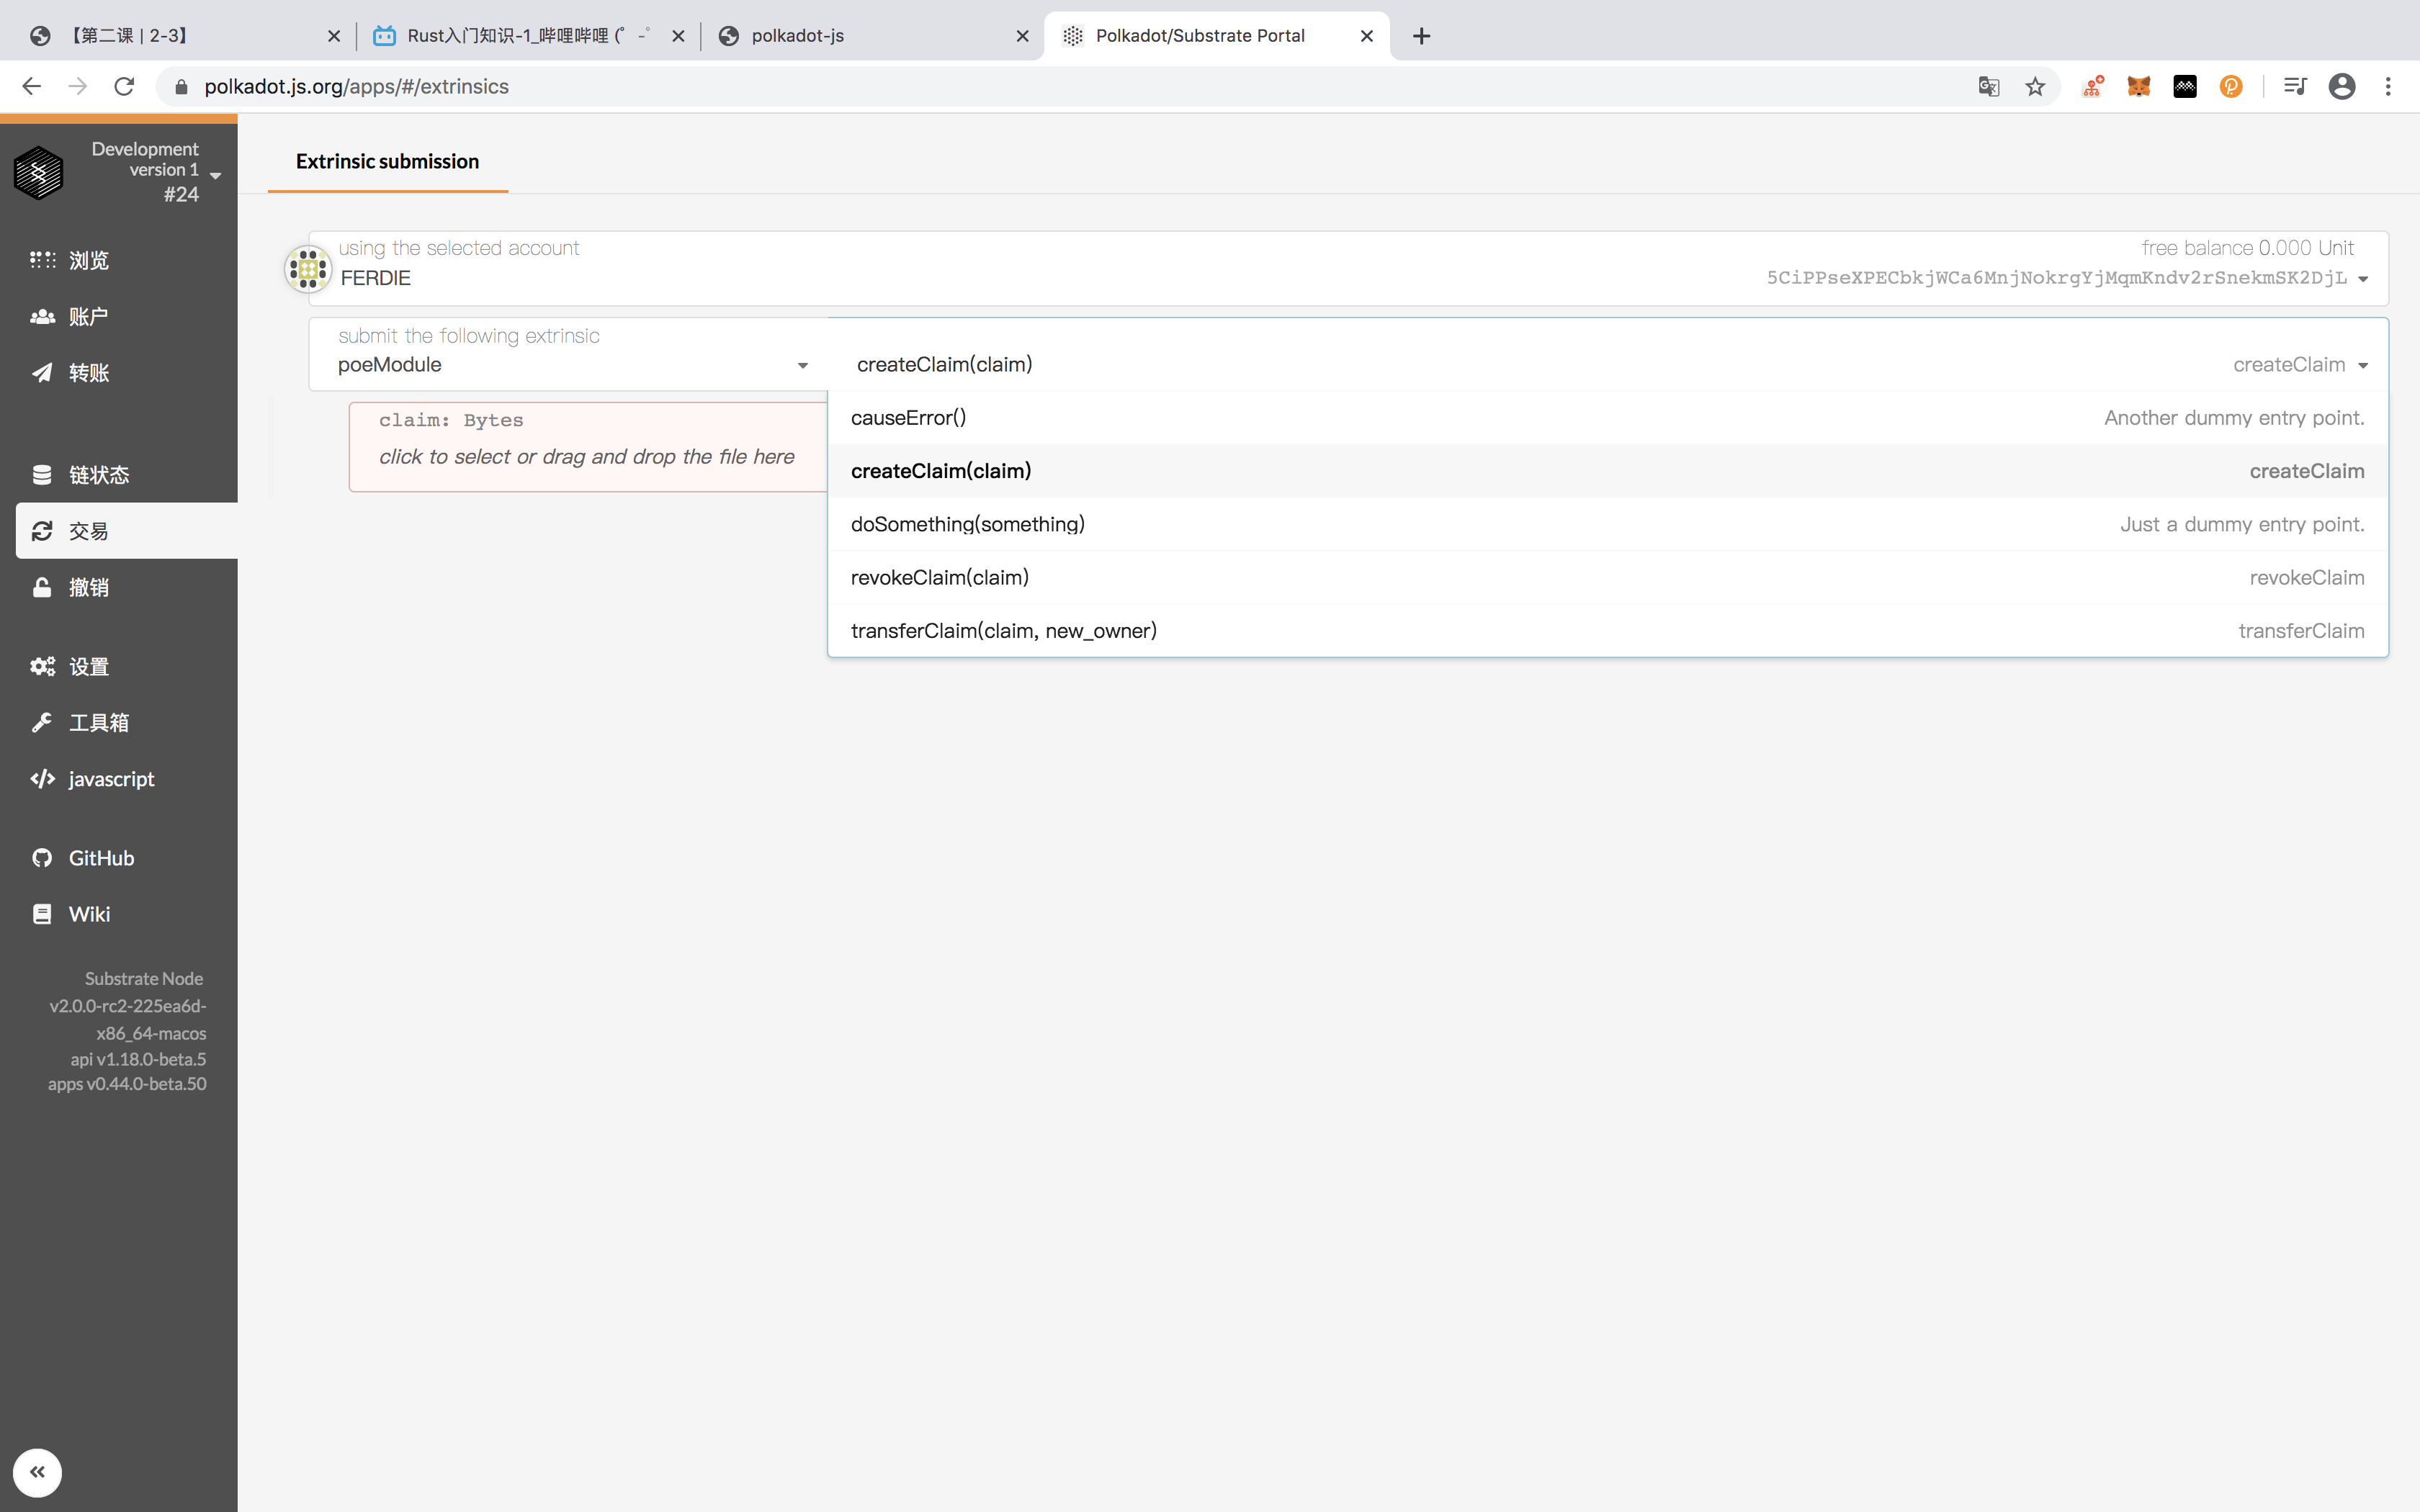 【第二课 | 2-3】
Rust入门知识-1_哔哩哔哩 (゜-゜
polkadot-js
Polkadot/Substrate Portal
polkadot.js.org/apps/#/extrinsics
Development
version 1
#24
浏览
账户
转账
链状态
交易
撤销
设置
工具箱
javascript
GitHub
Wiki
Substrate Node
v2.0.0-rc2-225ea6d-
x86_64-macos
api v1.18.0-beta.5
apps v0.44.0-beta.50
Extrinsic submission
using the selected account
free balance 0.000 Unit
FERDIE
5CiPPseXPECbkjWCa6MnjNokrgYjMqmKndv2rSnekmSK2DjL
submit the following extrinsic
poeModule
createClaim(claim)
createClaim
claim: Bytes
click to select or drag and drop the file here
causeError()
Another dummy entry point.
createClaim(claim)
createClaim
doSomething(something)
Just a dummy entry point.
revokeClaim(claim)
revokeClaim
transferClaim(claim, new_owner)
transferClaim